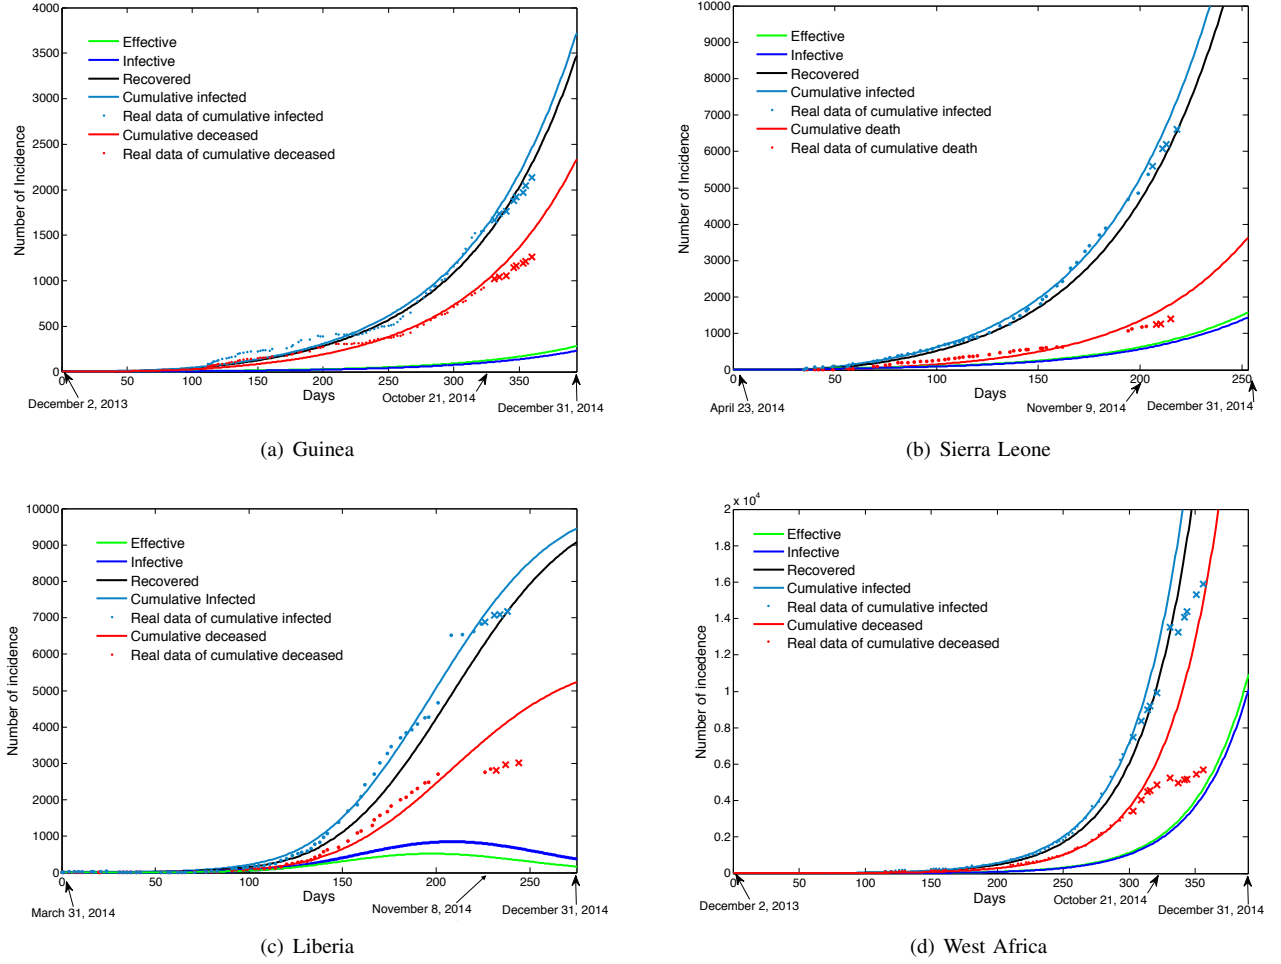 4000
3500
3000
2500
2000
1500
1000
500
0
Number of Incidence
Effective
Infective
Recovered
Cumulative infected
Real data of cumulative infected
Cumulative deceased
Real data of cumulative deceased
0 50 100 150 200 250 300 350
Days
December 2, 2013
October 21, 2014
December 31, 2014
(a) Guinea
10000
9000
8000
7000
6000
5000
4000
3000
2000
1000
0
Number of Incidence
Effective
Infective
Recovered
Cumulative infected
Real data of cumulative infected
Cumulative death
Real data of cumulative death
0 50 100 150 200 250
Days
April 23, 2014
November 9, 2014
December 31, 2014
(b) Sierra Leone
10000
9000
8000
7000
6000
5000
4000
3000
2000
1000
0
Number of incidence
Effective
Infective
Recovered
Cumulative Infected
Real data of cumulative infected
Cumulative deceased
Real data of cumulative deceased
0 50 100 150 200 250
Days
March 31, 2014
November 8, 2014
December 31, 2014
(c) Liberia
x 10⁴
2
1.8
1.6
1.4
1.2
1
0.8
0.6
0.4
0.2
0
Number of incedence
Effective
Infective
Recovered
Cumulative infected
Real data of cumulative infected
Cumulative deceased
Real data of cumulative deceased
0 50 100 150 200 250 300 350
Days
December 2, 2013
October 21, 2014
December 31, 2014
(d) West Africa